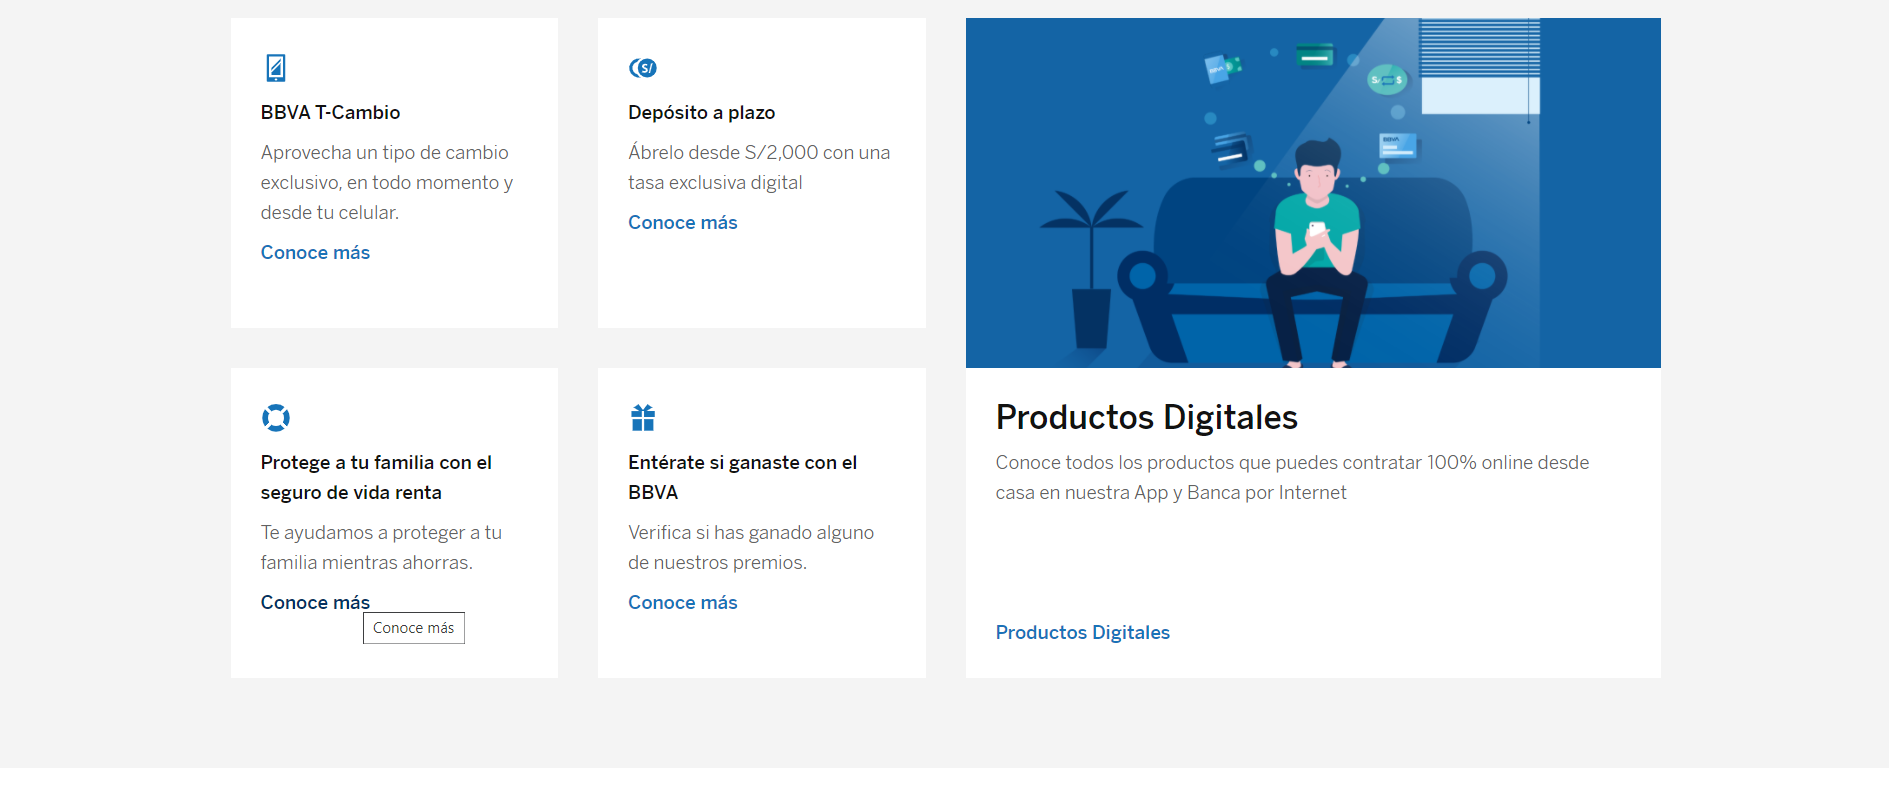 BBVA T-Cambio
Aprovecha un tipo de cambio
exclusivo, en todo momento y
desde tu celular.
Conoce más
S/
Depósito a plazo
Ábrelo desde S/2,000 con una
tasa exclusiva digital
Conoce más
Protege a tu familia con el
seguro de vida renta
Te ayudamos a proteger a tu
familia mientras ahorras.
Conoce más
Conoce más
Entérate si ganaste con el
BBVA
Verifica si has ganado alguno
de nuestros premios.
Conoce más
BBVA
S/ $
BBVA
Productos Digitales
Conoce todos los productos que puedes contratar 100% online desde
casa en nuestra App y Banca por Internet
Productos Digitales